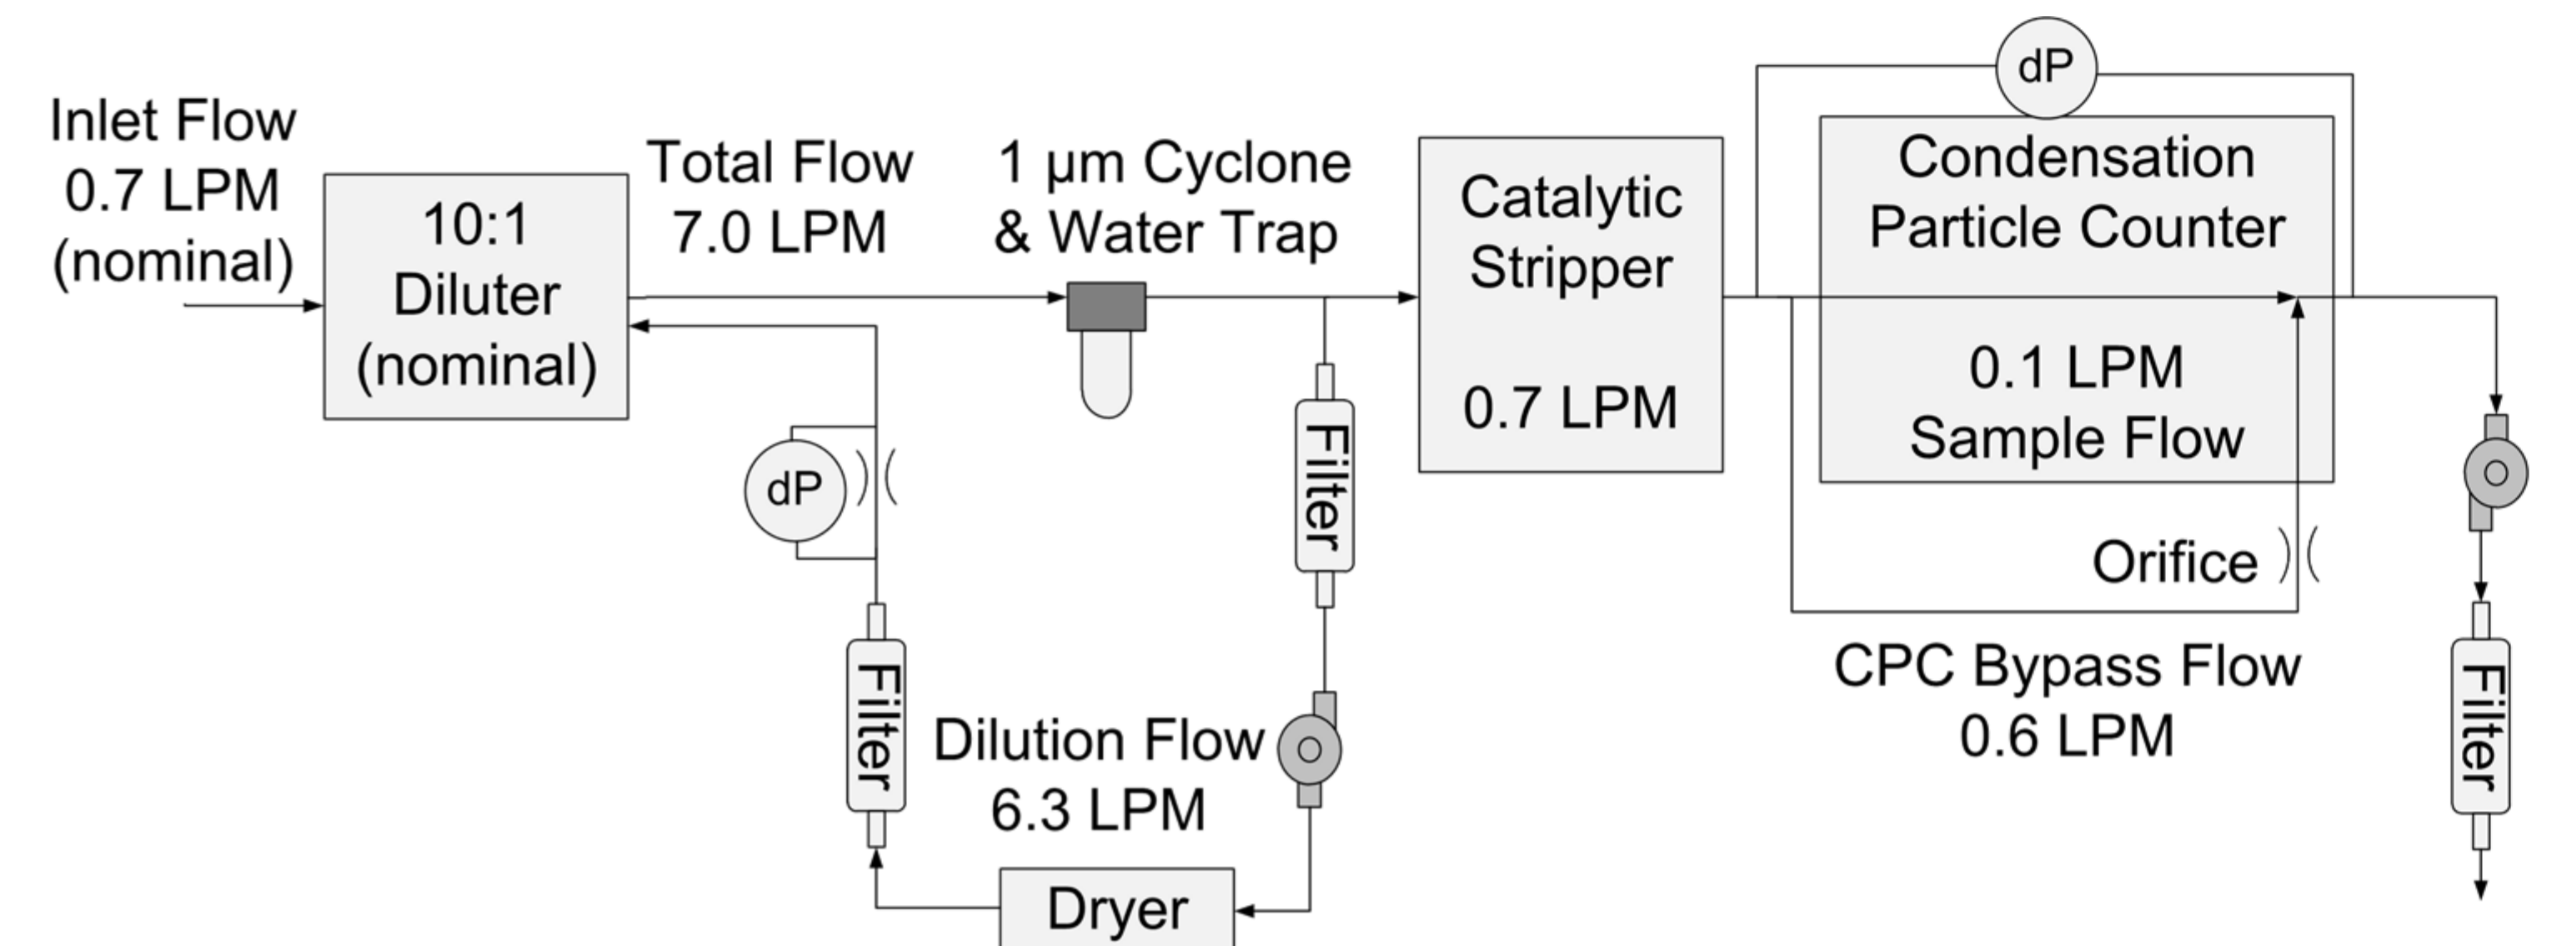 Inlet Flow
0.7 LPM
(nominal)
10:1
Diluter
(nominal)
Total Flow
7.0 LPM
1 µm Cyclone
& Water Trap
Catalytic
Stripper
0.7 LPM
dP
Condensation
Particle Counter
0.1 LPM
Sample Flow
Orifice
CPC Bypass Flow
0.6 LPM
Filter
dP
Filter
Filter
Dilution Flow
6.3 LPM
Dryer